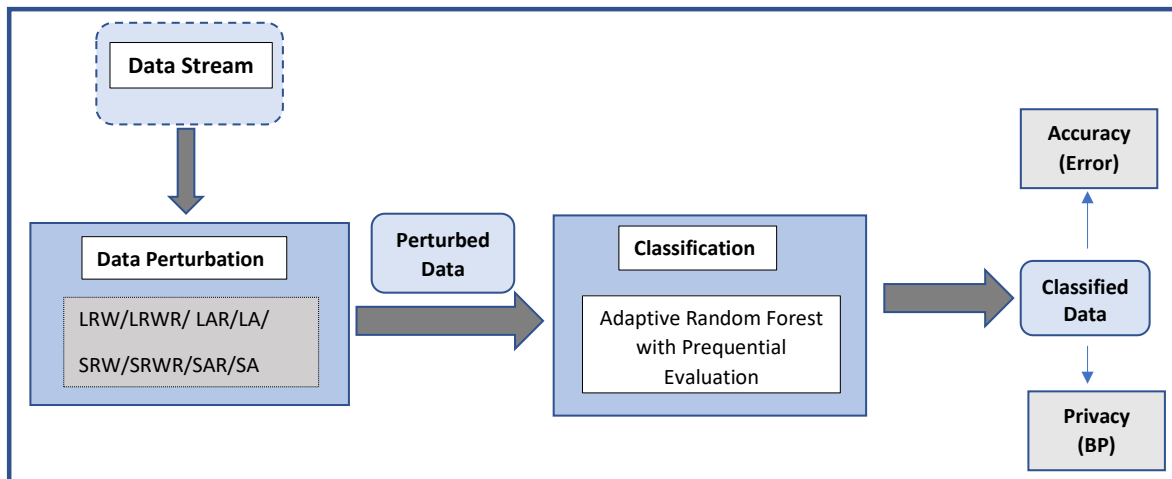 Data Stream
Data Perturbation
LRW/LRWR/ LAR/LA/
SRW/SRWR/SAR/SA
Perturbed
Data
Classification
Adaptive Random Forest
with Prequential
Evaluation
Accuracy
(Error)
Classified
Data
Privacy
(BP)